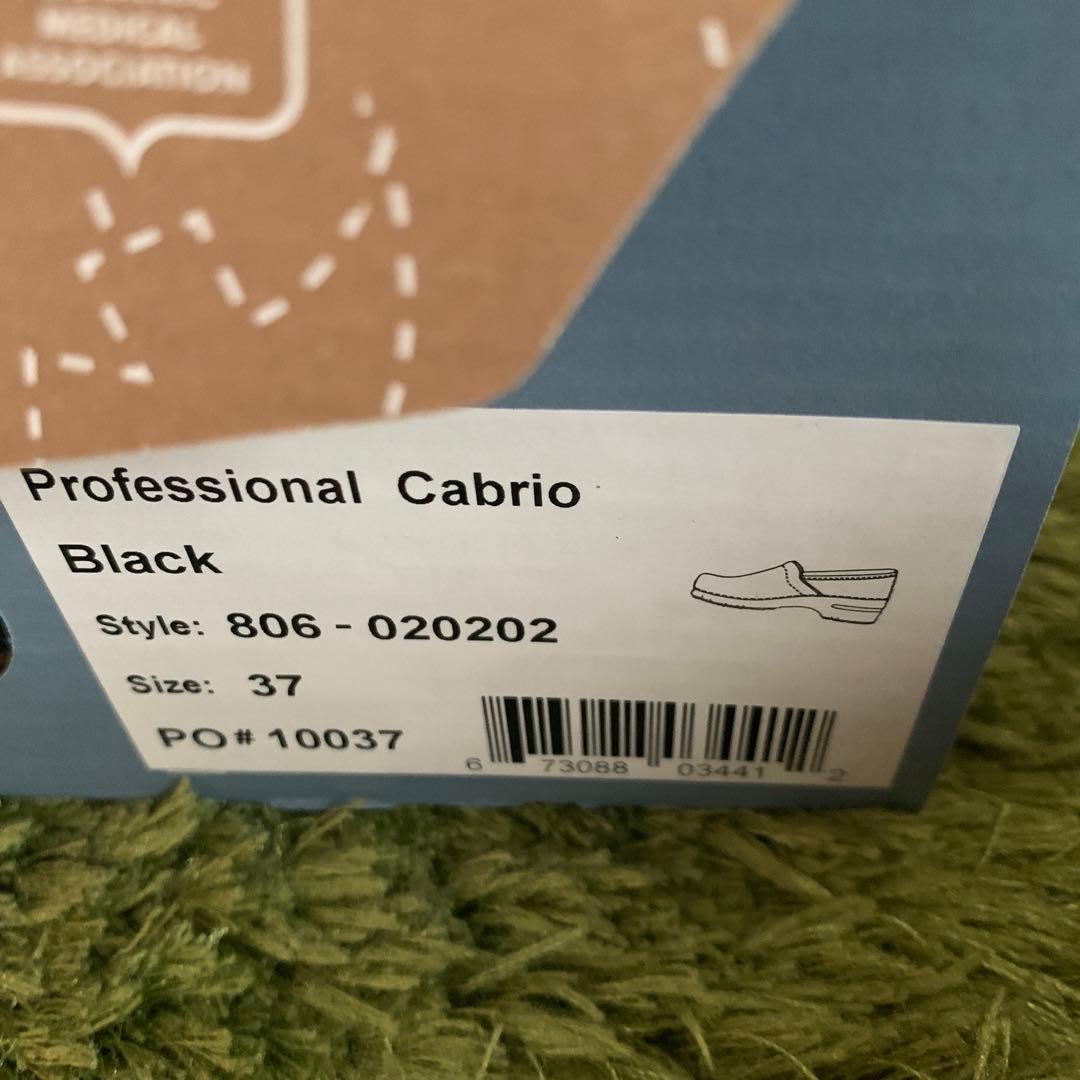 MEDICAL
ASSOCIATION
Professional Cabrio
Black
Style: 806 - 020202
Size: 37
PO# 10037
6 73088 03441 2